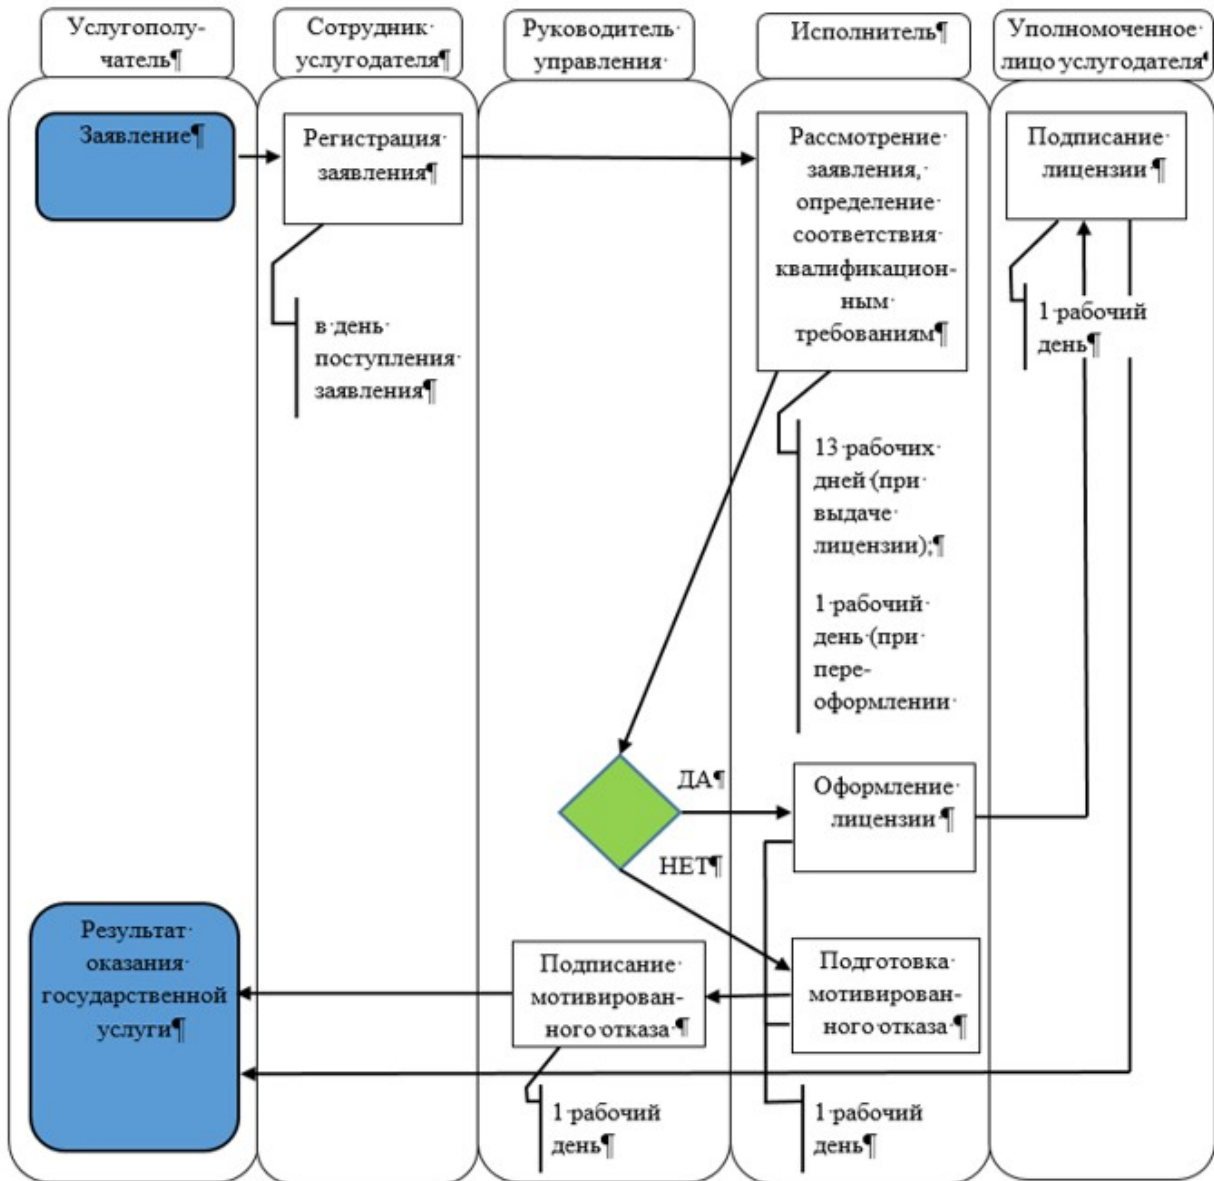 Услугополу-
чатель¶
Сотрудник·
услугодателя¶
Руководитель·
управления·
Исполнитель¶
Уполномоченное·
лицо услугодателя¶
Заявление¶
Регистрация·
заявления¶
Рассмотрение
заявления,·
определение
соответствия
квалификацион-
ным·
требованиям¶
Подписание
лицензии·¶
в·день·
поступления·
заявления¶
1·рабочий
день¶
13·рабочих
дней·(при·
выдаче
лицензии);¶
1·рабочий·
день·(при·
пере-
оформлении·
ДА¶
НЕТ¶
Оформление·
лицензии·¶
Результат·
оказания
государственной
услуги¶
Подписание·
мотивирован-
ного·отказа·¶
Подготовка·
мотивирован-
ного·отказа·¶
1·рабочий
день¶
1·рабочий
день¶